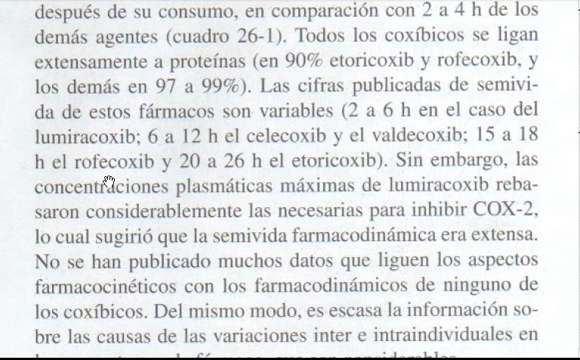 después de su consumo, en comparación con 2 a 4 h de los
demás agentes (cuadro 26-1). Todos los coxíbicos se ligan
extensamente a proteínas (en 90% etoricoxib y rofecoxib, y
los demás en 97 a 99%). Las cifras publicadas de semivi-
da de estos fármacos son variables (2 a 6 h en el caso del
lumiracoxib; 6 a 12 h el celecoxib y el valdecoxib; 15 a 18
h el rofecoxib y 20 a 26 h el etoricoxib). Sin embargo, las
concentraciones plasmáticas máximas de lumiracoxib reba-
saron considerablemente las necesarias para inhibir COX-2,
lo cual sugirió que la semivida farmacodinámica era extensa.
No se han publicado muchos datos que liguen los aspectos
farmacocinéticos con los farmacodinámicos de ninguno de
los coxíbicos. Del mismo modo, es escasa la información so-
bre las causas de las variaciones inter e intraindividuales en